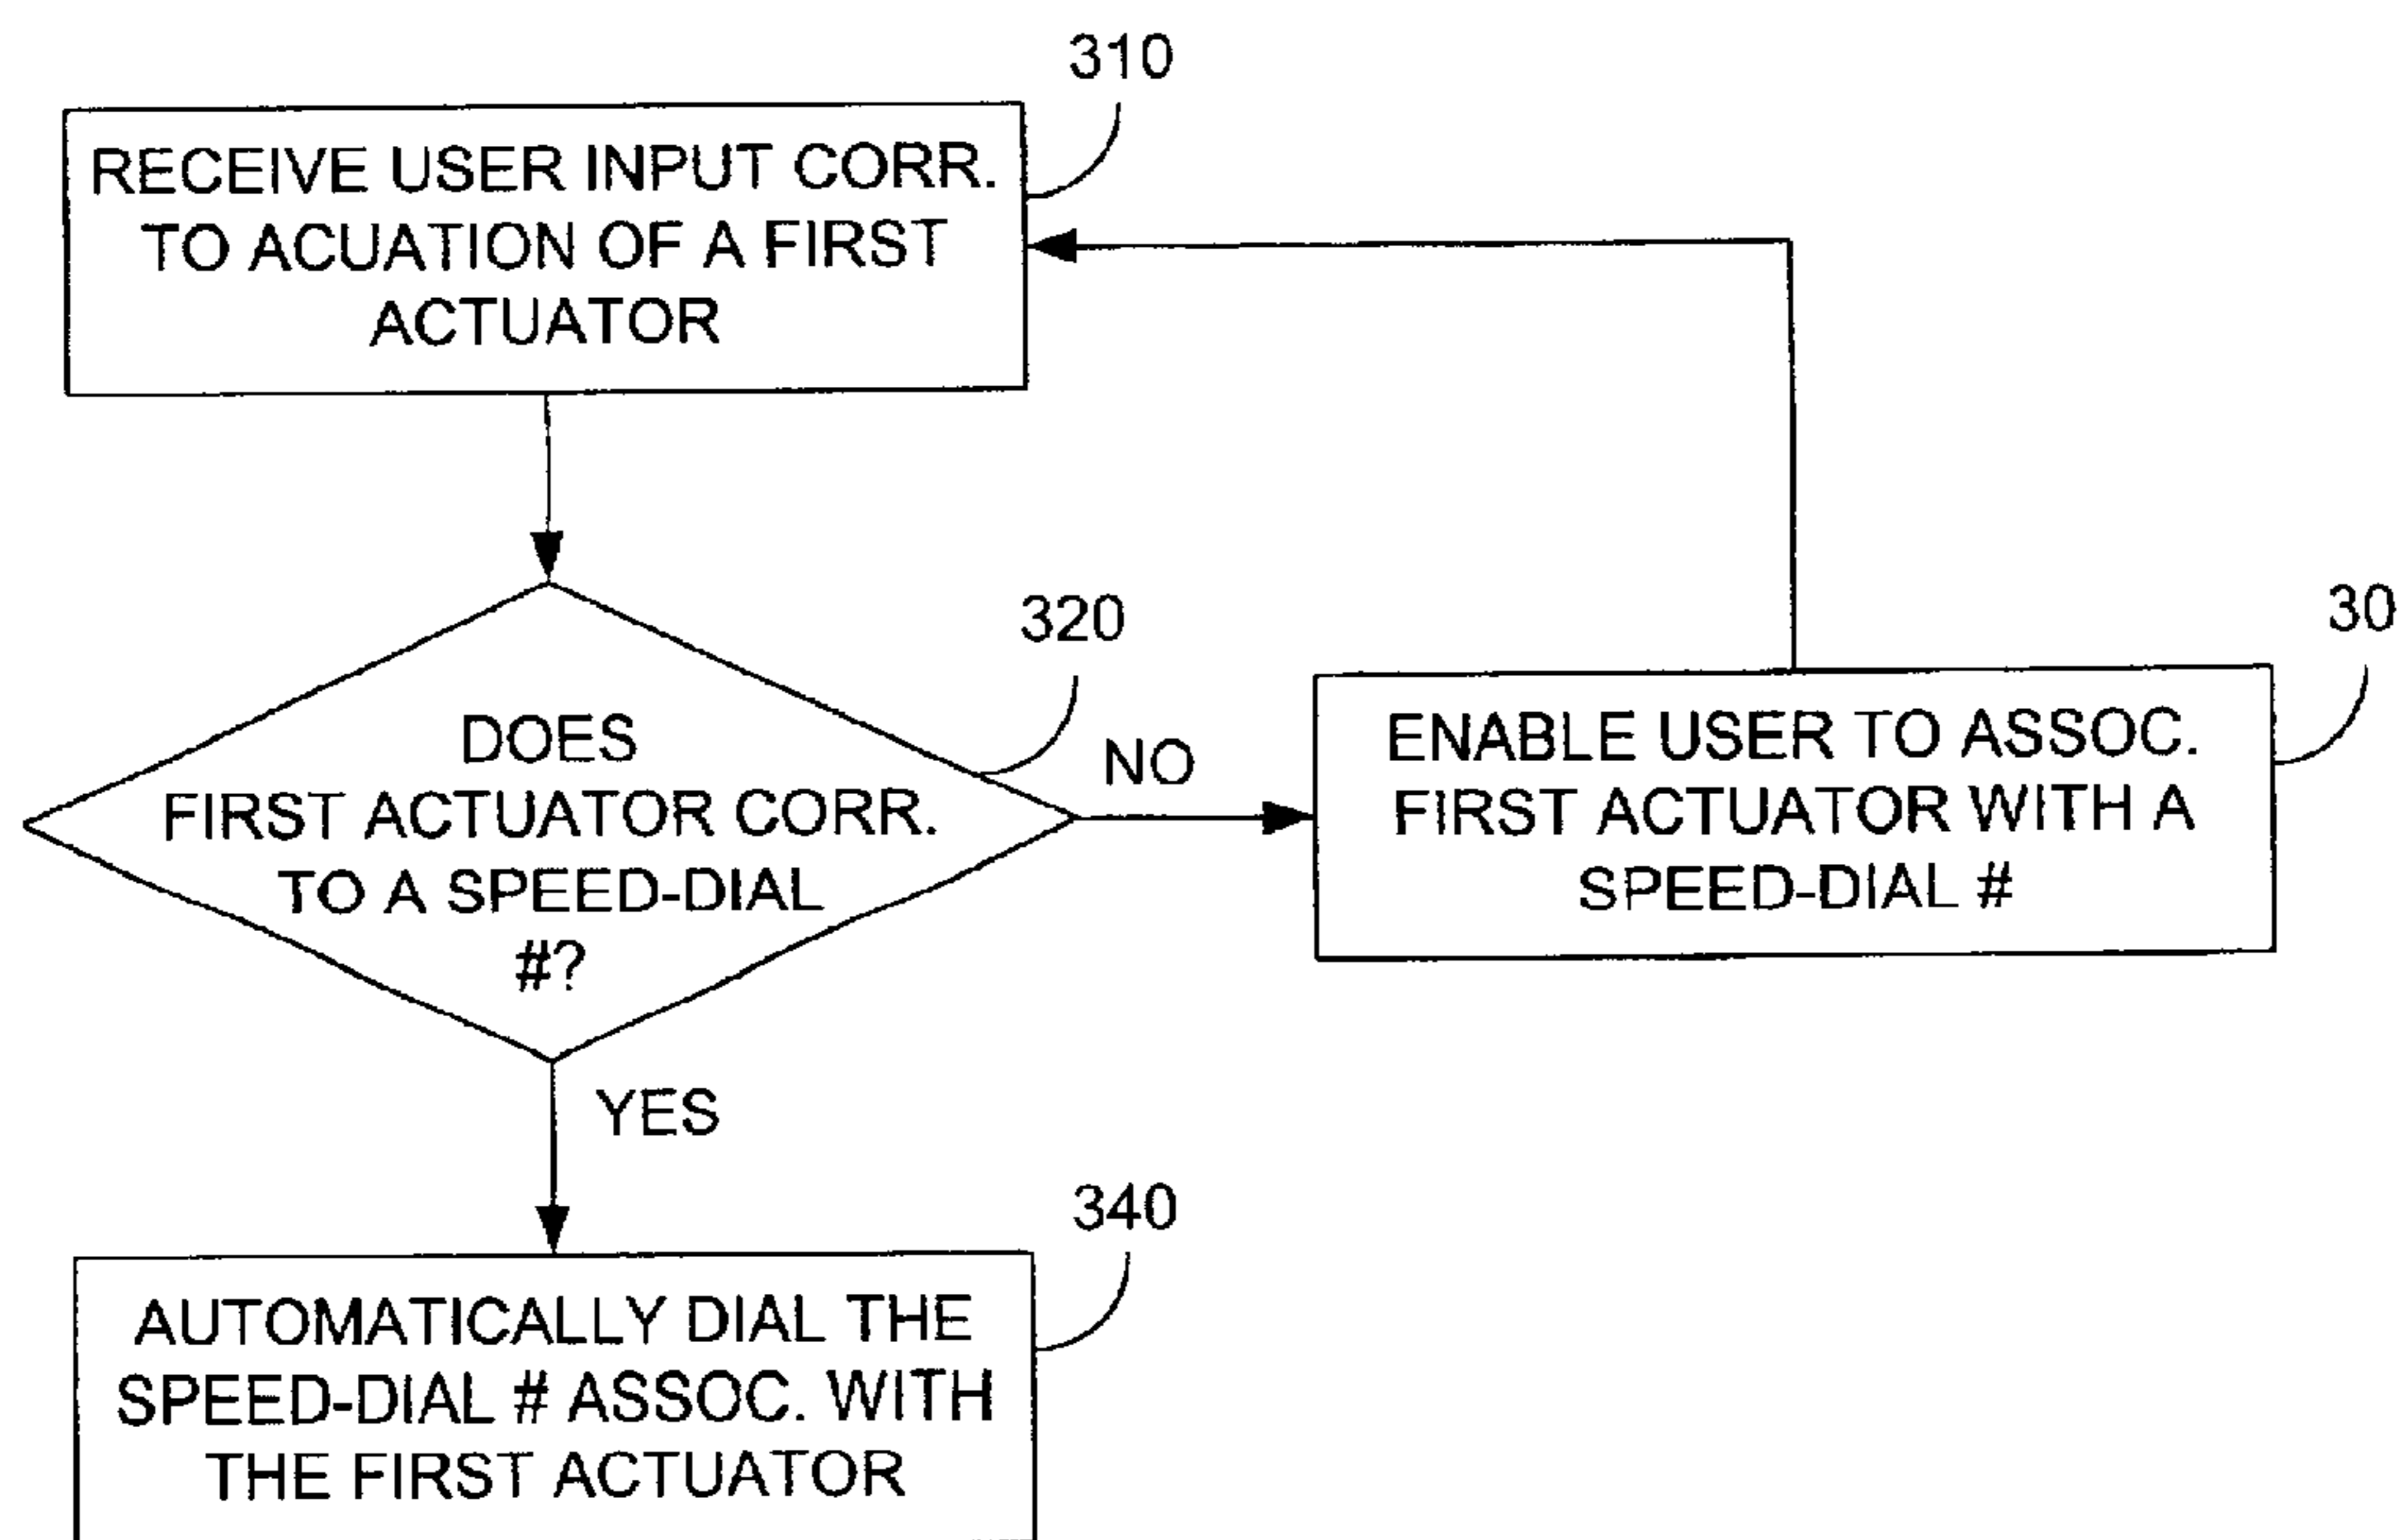 310
RECEIVE USER INPUT CORR.
TO ACUATION OF A FIRST
ACTUATOR
320
DOES
FIRST ACTUATOR CORR.
TO A SPEED-DIAL
#?
NO
30
ENABLE USER TO ASSOC.
FIRST ACTUATOR WITH A
SPEED-DIAL #
YES
340
AUTOMATICALLY DIAL THE
SPEED-DIAL # ASSOC. WITH
THE FIRST ACTUATOR